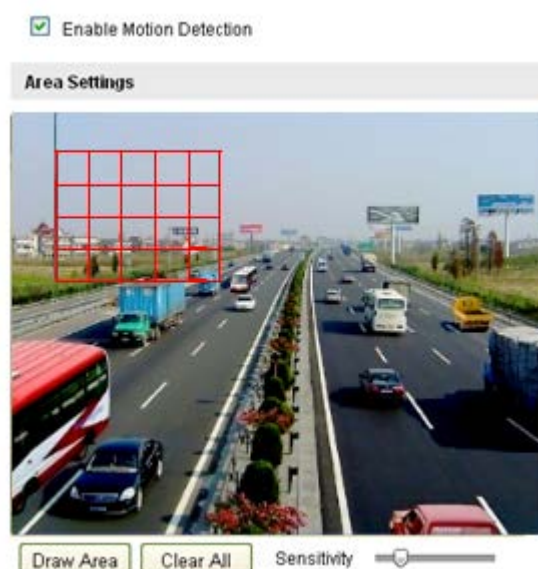 Enable Motion Detection
Area Settings
Draw Area
Clear All
Sensitivity